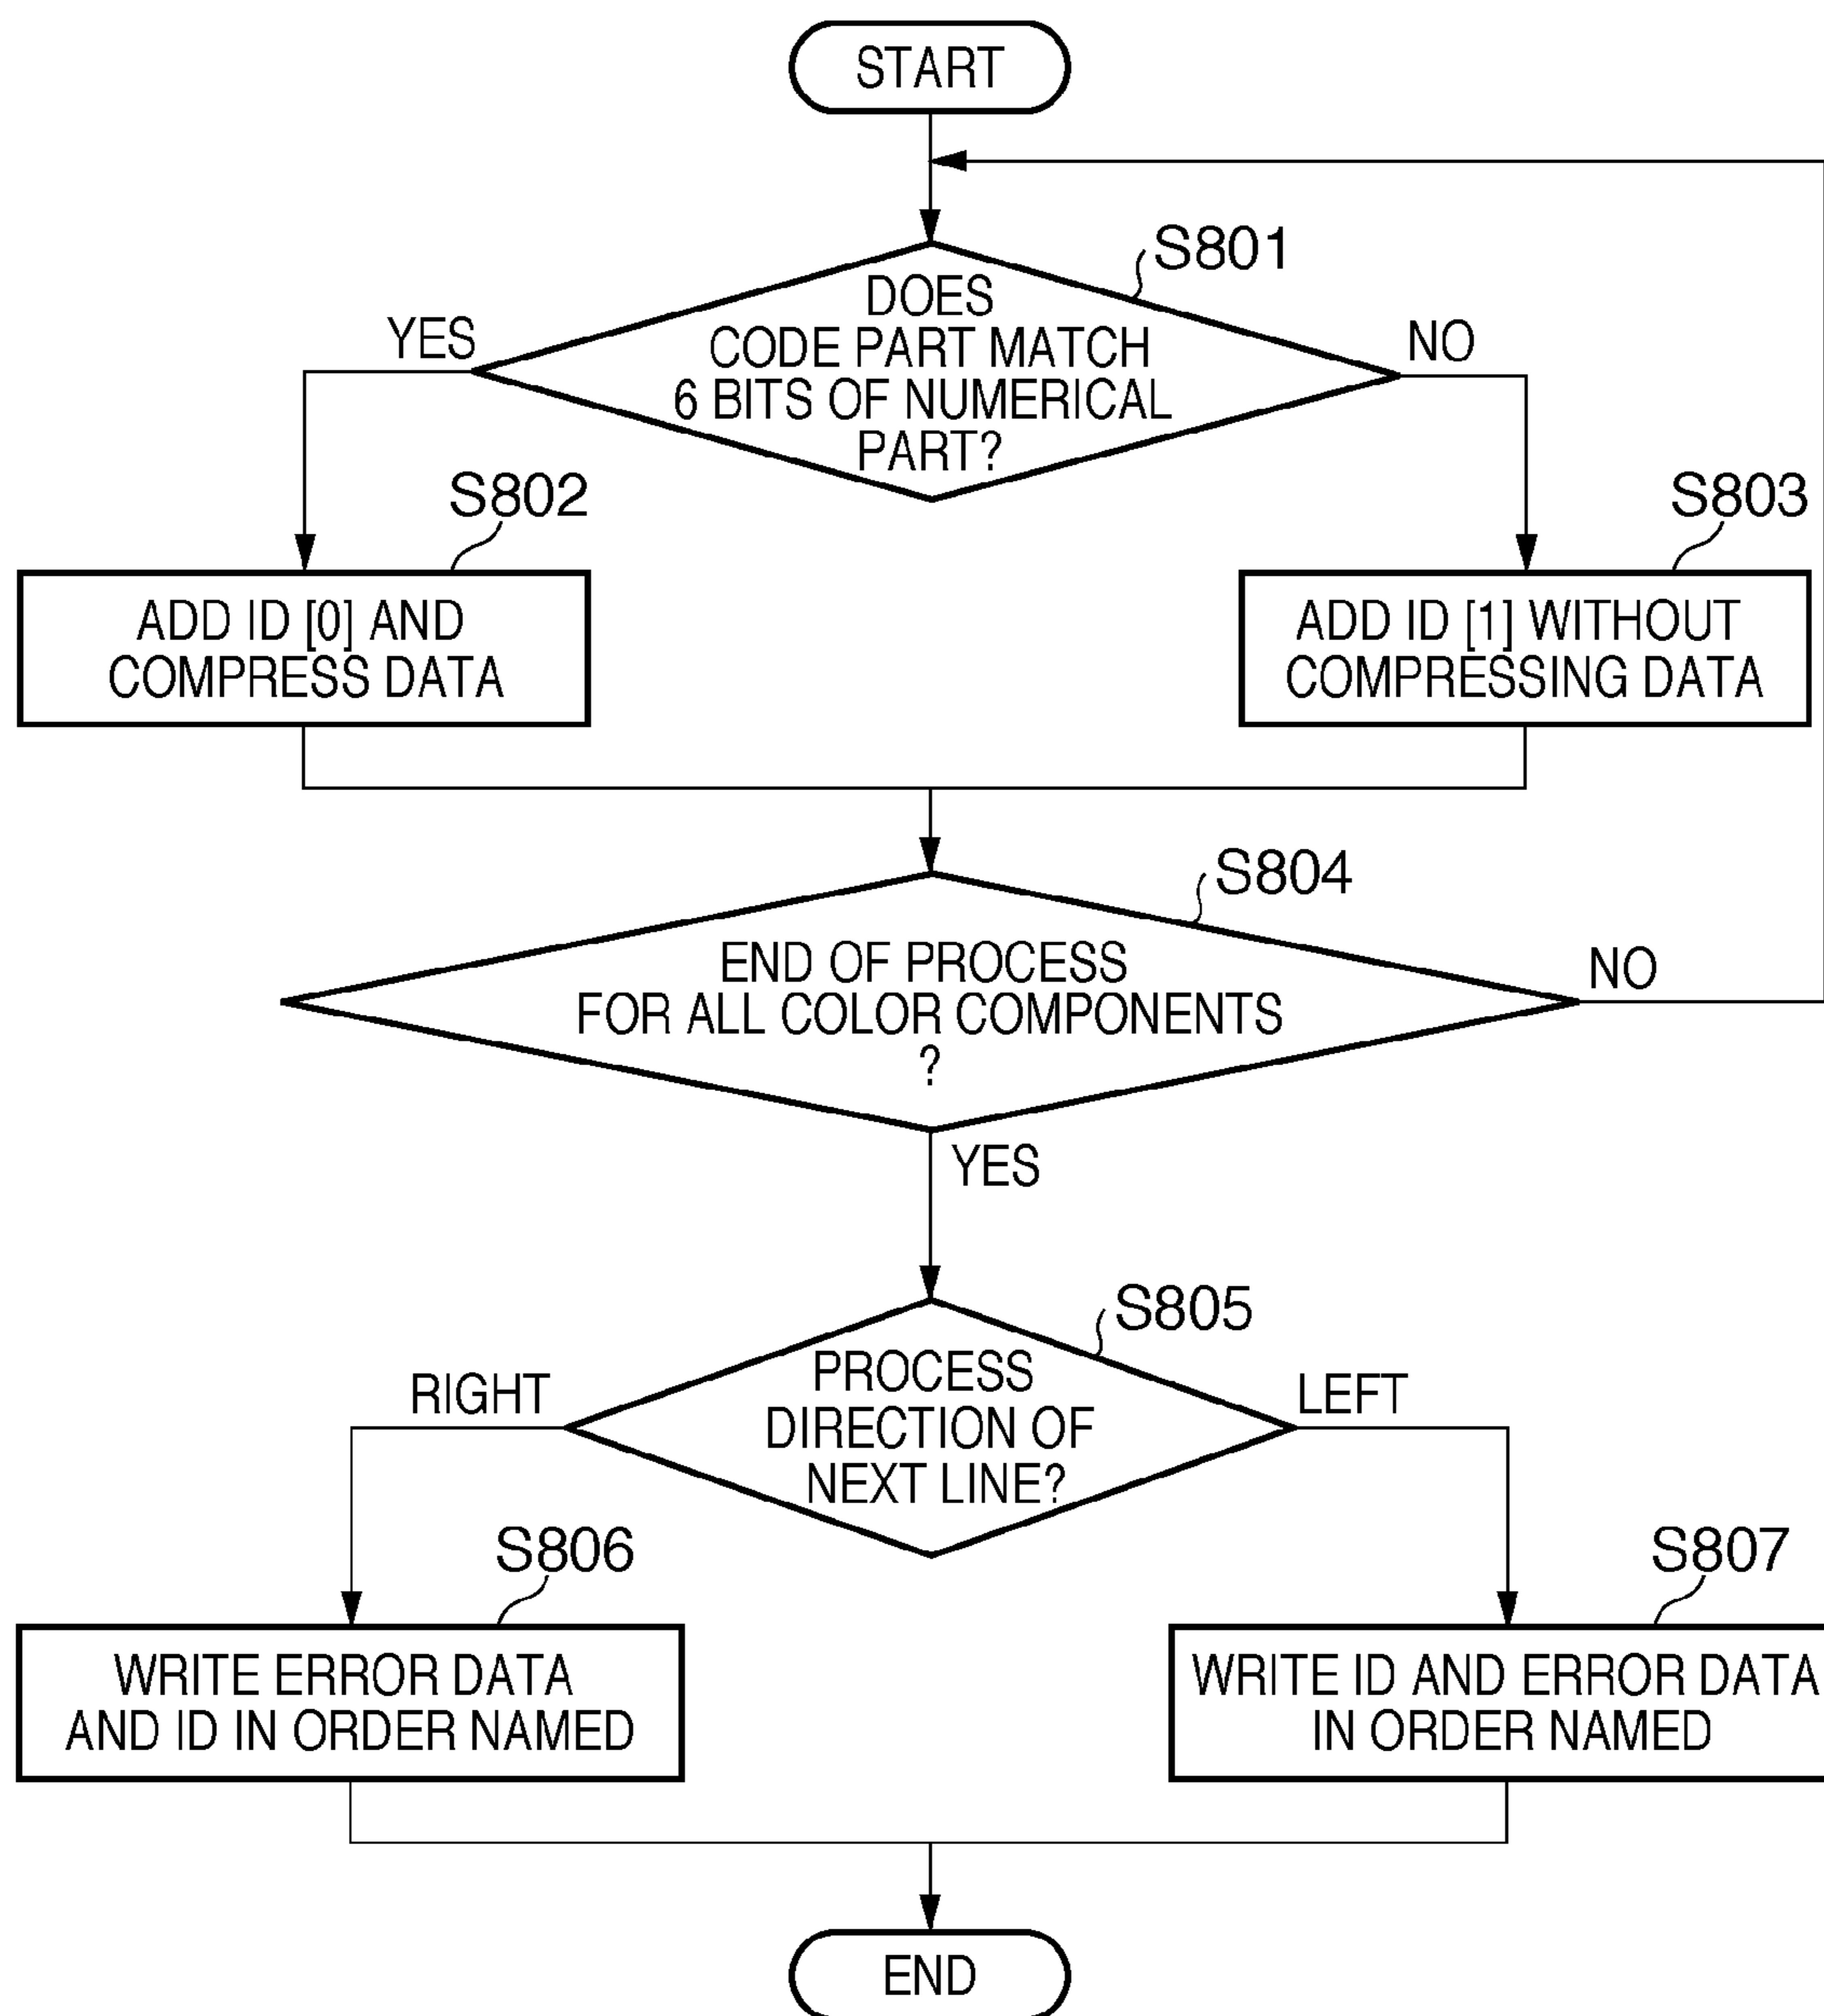 START
S801
DOES
CODE PART MATCH
6 BITS OF NUMERICAL
PART?
YES
NO
S802
S803
ADD ID [0] AND
COMPRESS DATA
ADD ID [1] WITHOUT
COMPRESSING DATA
S804
END OF PROCESS
FOR ALL COLOR COMPONENTS
?
NO
YES
S805
PROCESS
DIRECTION OF
NEXT LINE?
RIGHT
LEFT
S806
S807
WRITE ERROR DATA
AND ID IN ORDER NAMED
WRITE ID AND ERROR DATA
IN ORDER NAMED
END